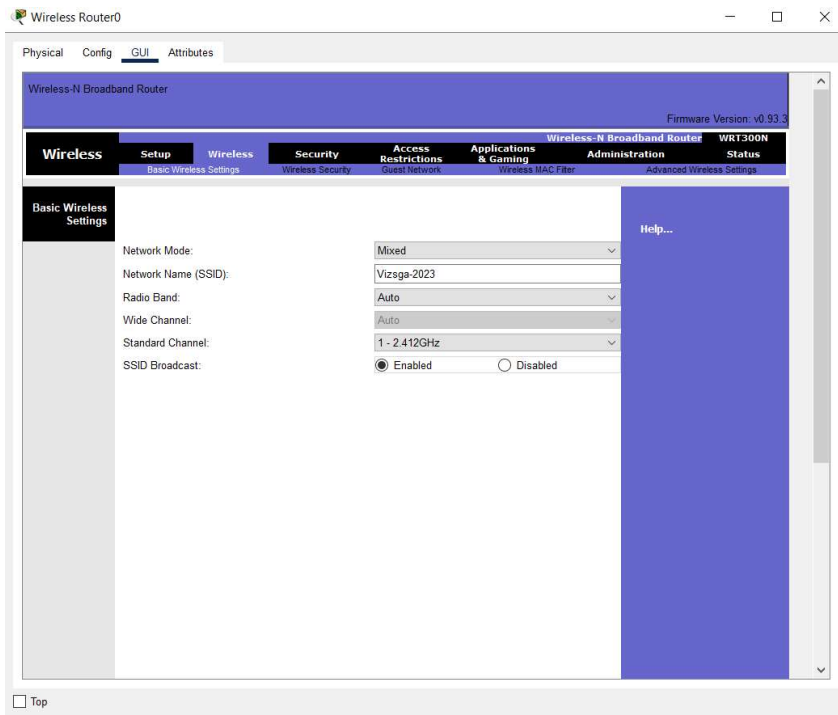 Wireless Router0
Physical Config GUI Attributes
Wireless-N Broadband Router
Firmware Version: v0.93.3
Wireless-N Broadband Router WRT300N
Wireless
Setup Wireless Security Access Restrictions Applications & Gaming Administration Status
Basic Wireless Settings Wireless Security Guest Network Wireless MAC Filter Advanced Wireless Settings
Basic Wireless
Settings
Help...
Network Mode: Mixed
Network Name (SSID): Vizsga-2023
Radio Band: Auto
Wide Channel: Auto
Standard Channel: 1 - 2.412GHz
SSID Broadcast: Enabled Disabled
Top